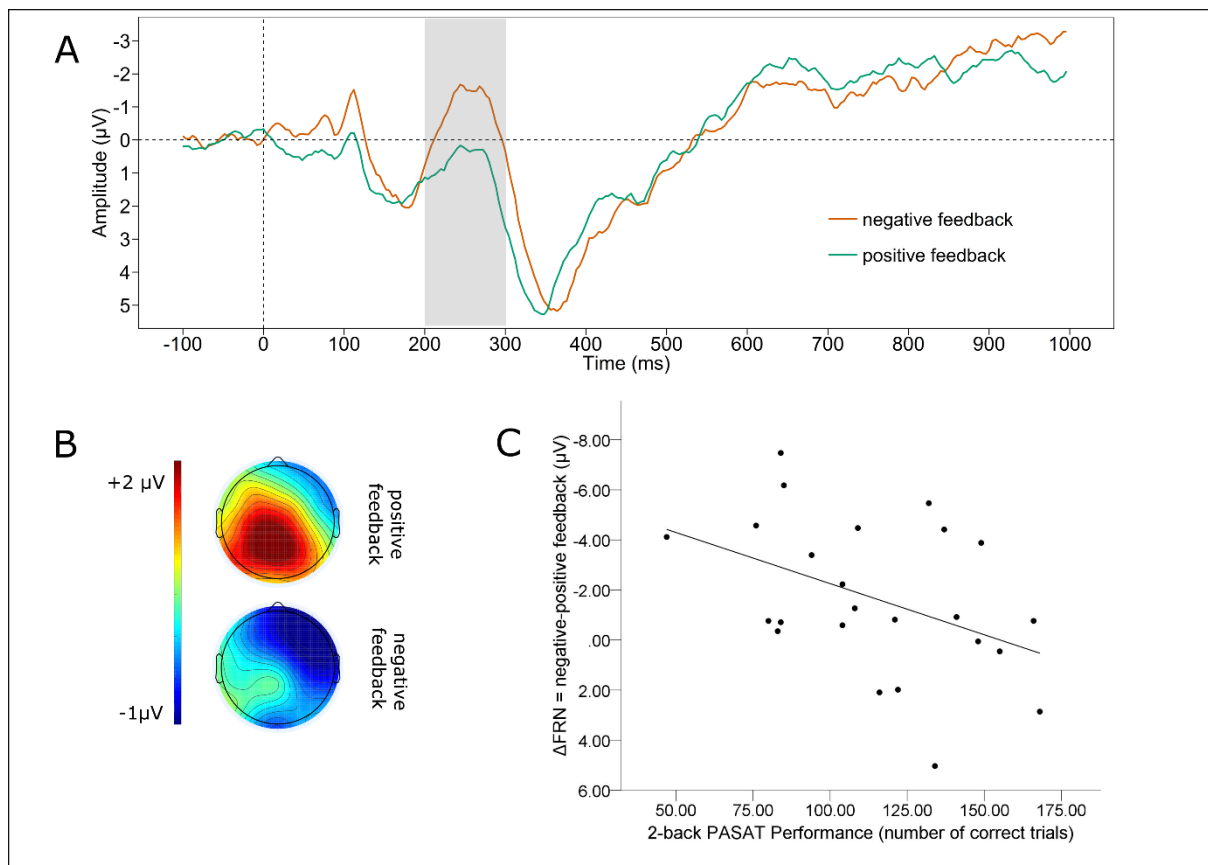 A
-3
-2
-1
0
1
2
3
4
5
Amplitude (µV)
negative feedback
positive feedback
-100 0 100 200 300 400 500 600 700 800 900 1000
Time (ms)
B
+2 µV
-1µV
positive
feedback
negative
feedback
C
-8.00
-6.00
-4.00
-2.00
.00
2.00
4.00
6.00
ΔFRN = negative-positive feedback (µV)
50.00 75.00 100.00 125.00 150.00 175.00
2-back PASAT Performance (number of correct trials)